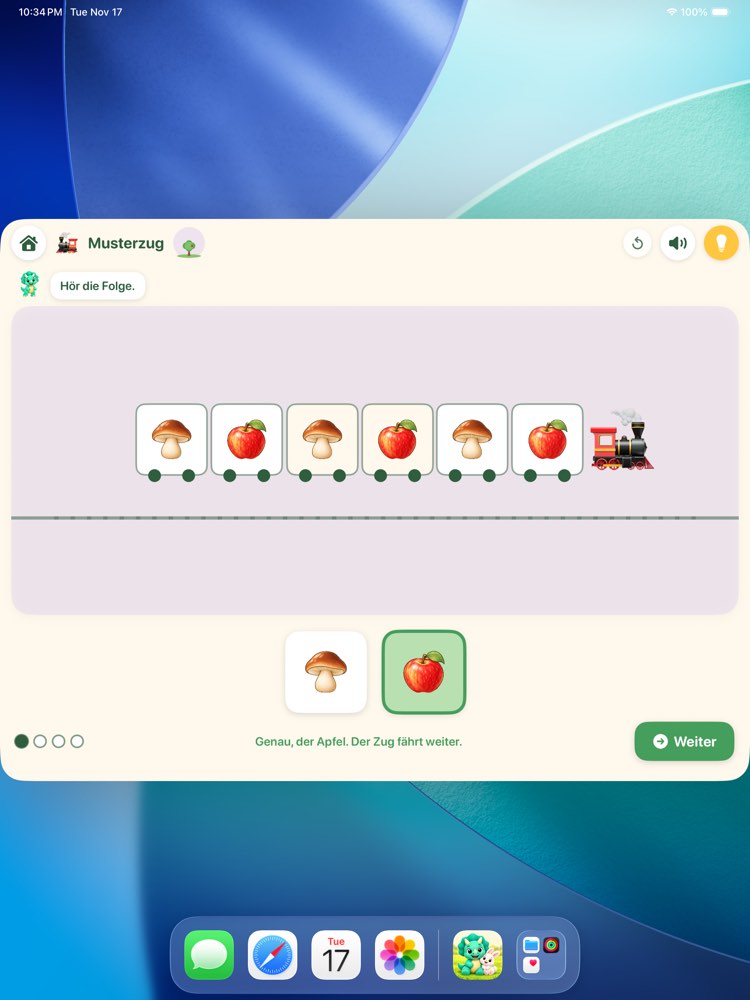 10:34 PM Tue Nov 17
100%
Musterzug
Hör die Folge.
Genau, der Apfel. Der Zug fährt weiter.
Weiter
Tue
17